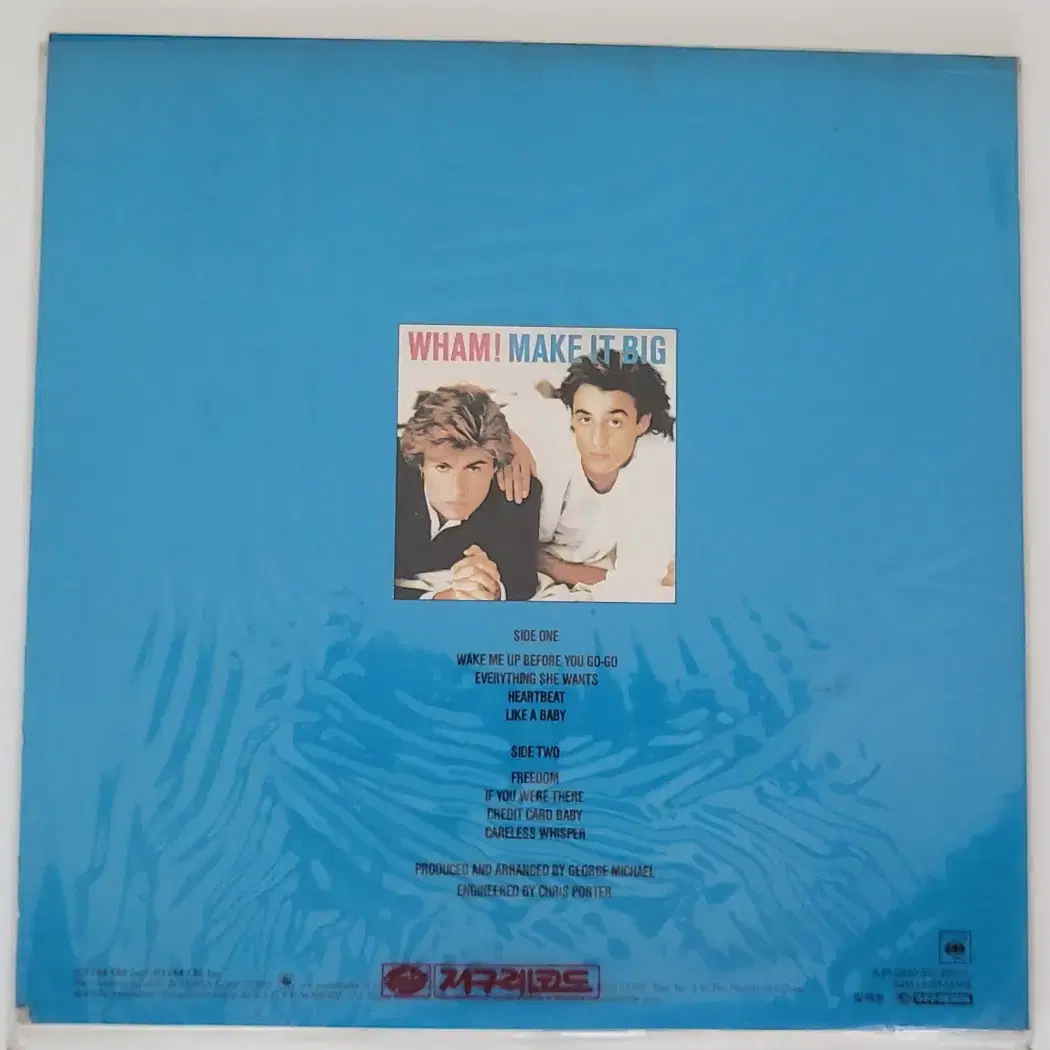 WHAM! MAKE IT BIG
SIDE ONE
WAKE ME UP BEFORE YOU GO-GO
EVERYTHING SHE WANTS
HEARTBEAT
LIKE A BABY
SIDE TWO
FREEDOM
IF YOU WERE THERE
CREDIT CARD BABY
CARELESS WHISPER
PRODUCED AND ARRANGED BY GEORGE MICHAEL
ENGINEERED BY CHRIS PORTER
지구레코드